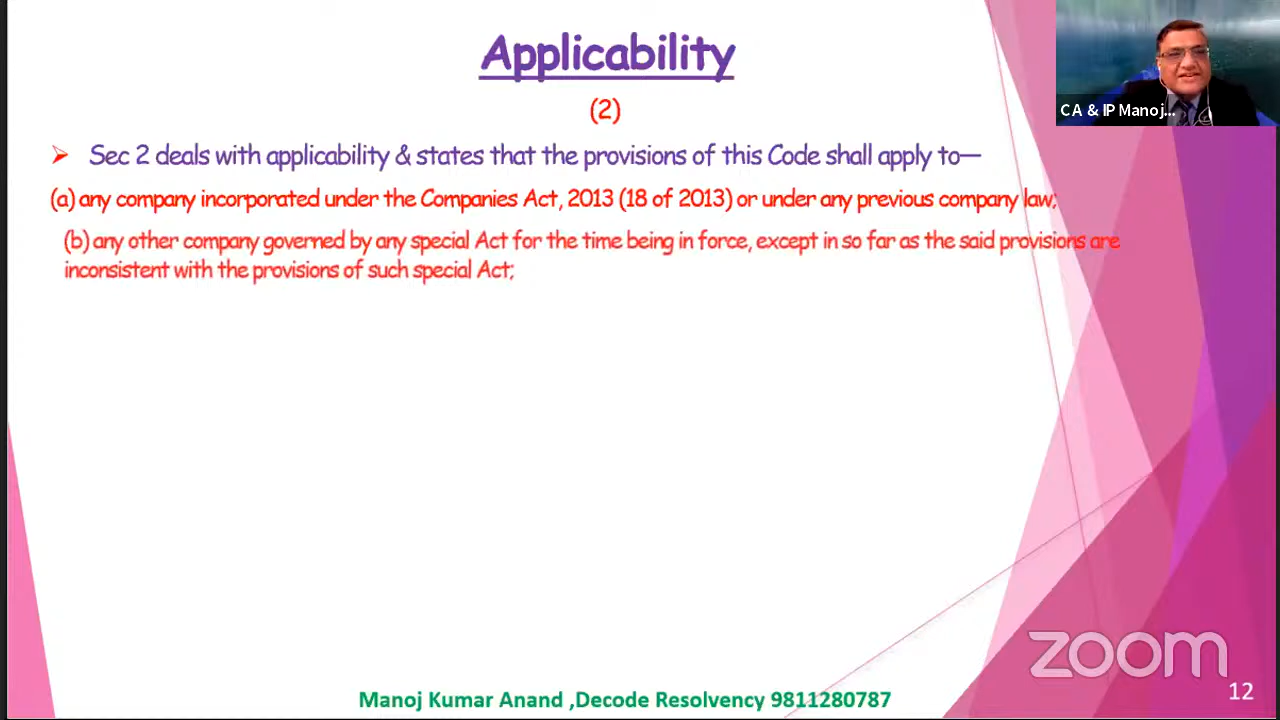 Applicability
(2)
➤ Sec 2 deals with applicability & states that the provisions of this Code shall apply to—
(a) any company incorporated under the Companies Act, 2013 (18 of 2013) or under any previous company law;
(b) any other company governed by any special Act for the time being in force, except in so far as the said provisions are
inconsistent with the provisions of such special Act;
CA & IP Manoj...
zoom
Manoj Kumar Anand ,Decode Resolvency 9811280787
12